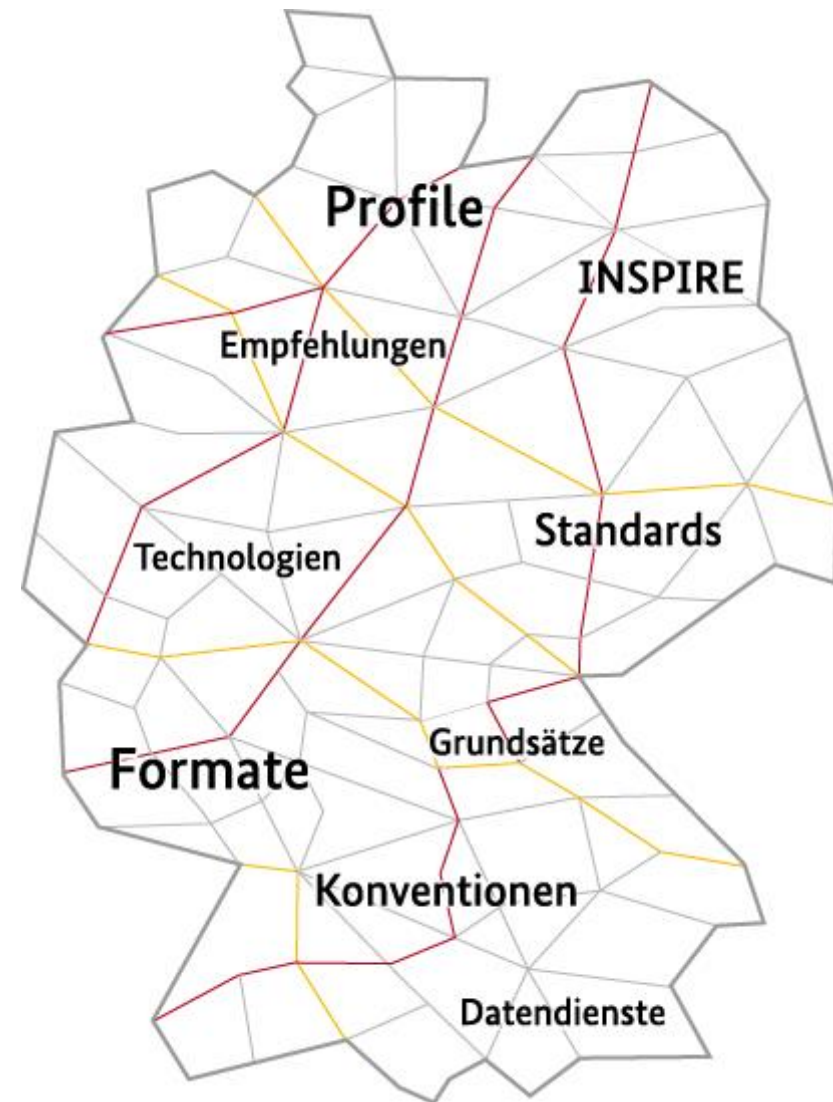 Profile
INSPIRE
Empfehlungen
Standards
Technologien
Grundsätze
Formate
Konventionen
Datendienste